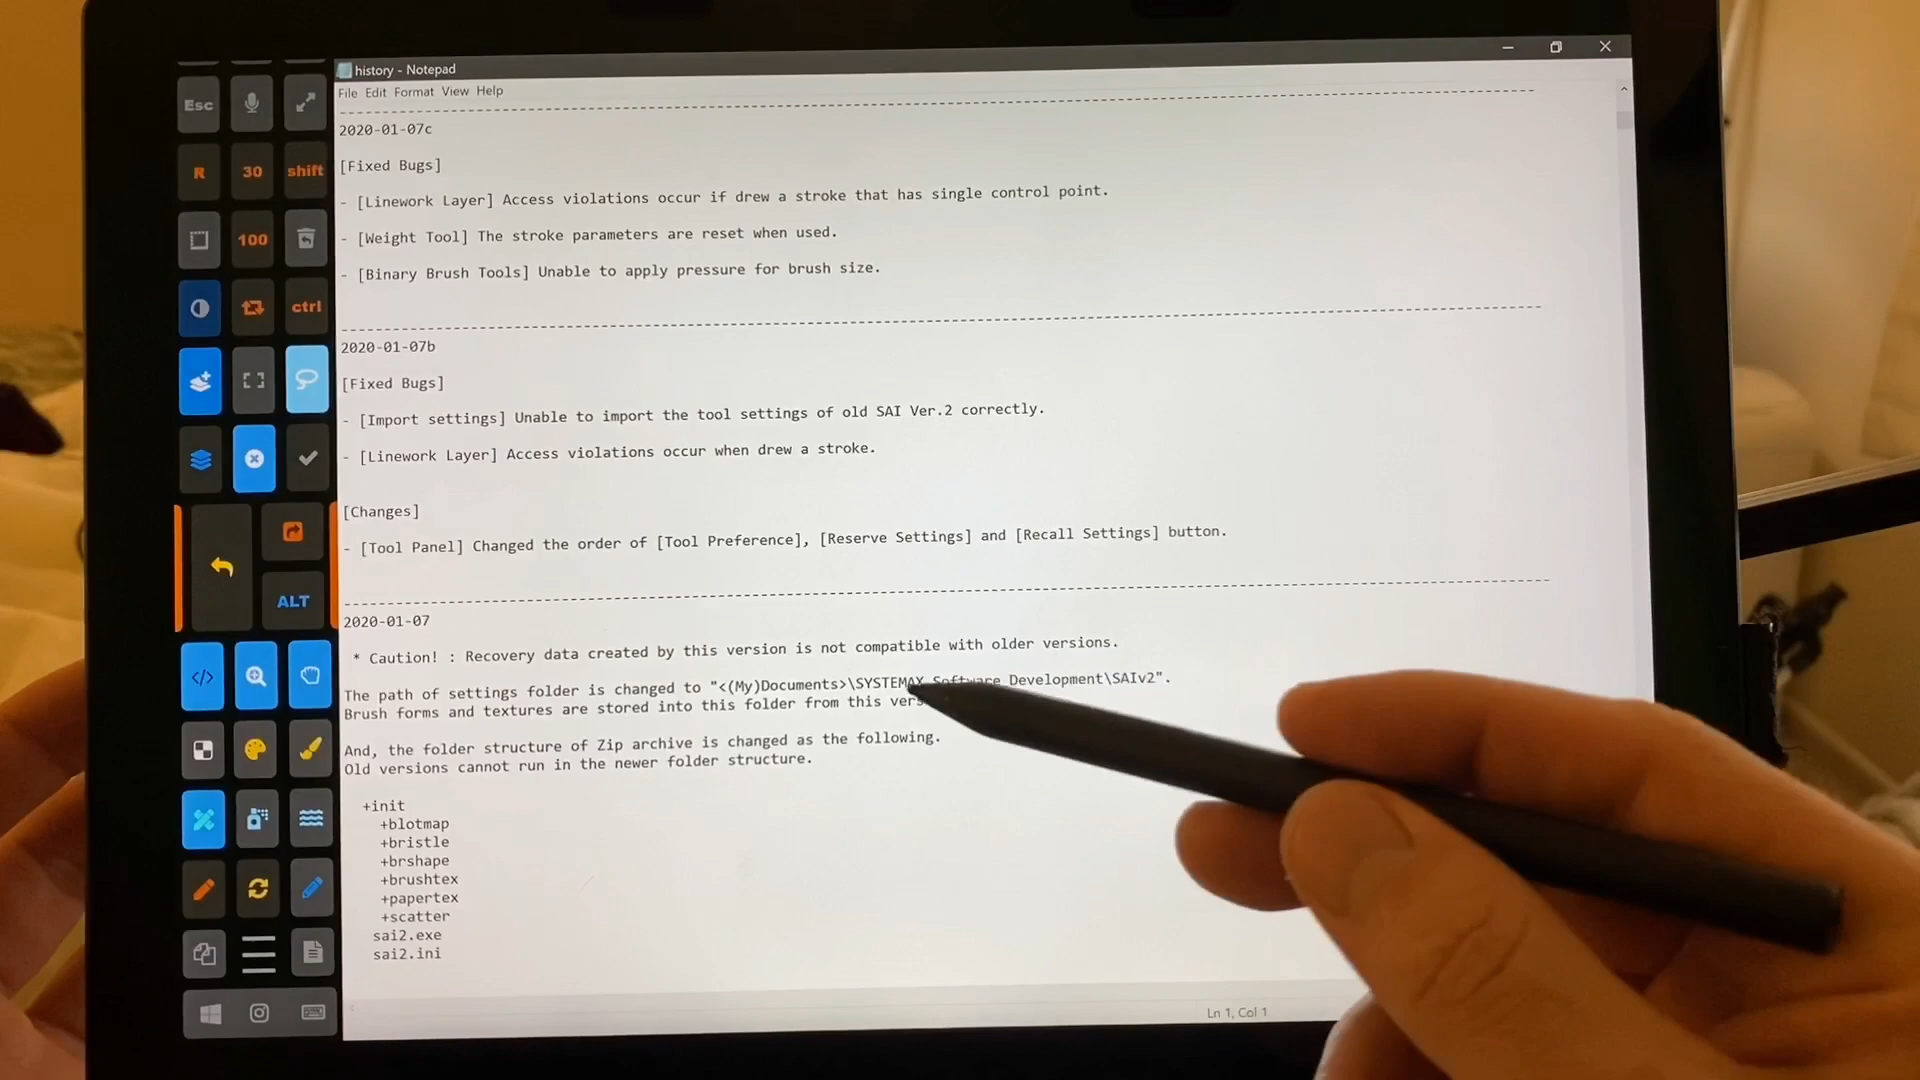 history - Notepad
File Edit Format View Help
Esc
R 30 shift
100
ctrl
ALT
</>
2020-01-07c
[Fixed Bugs]
- [Linework Layer] Access violations occur if drew a stroke that has single control point.
- [Weight Tool] The stroke parameters are reset when used.
- [Binary Brush Tools] Unable to apply pressure for brush size.
2020-01-07b
[Fixed Bugs]
- [Import settings] Unable to import the tool settings of old SAI Ver.2 correctly.
- [Linework Layer] Access violations occur when drew a stroke.
[Changes]
- [Tool Panel] Changed the order of [Tool Preference], [Reserve Settings] and [Recall Settings] button.
2020-01-07
* Caution! : Recovery data created by this version is not compatible with older versions.
The path of settings folder is changed to "<(My)Documents>\SYSTEMAX Software Development\SAIv2".
Brush forms and textures are stored into this folder from this
And, the folder structure of Zip archive is changed as the following.
Old versions cannot run in the newer folder structure.
+init
+blotmap
+bristle
+brshape
+brushtex
+papertex
+scatter
sai2.exe
sai2.ini
Ln 1, Col 1